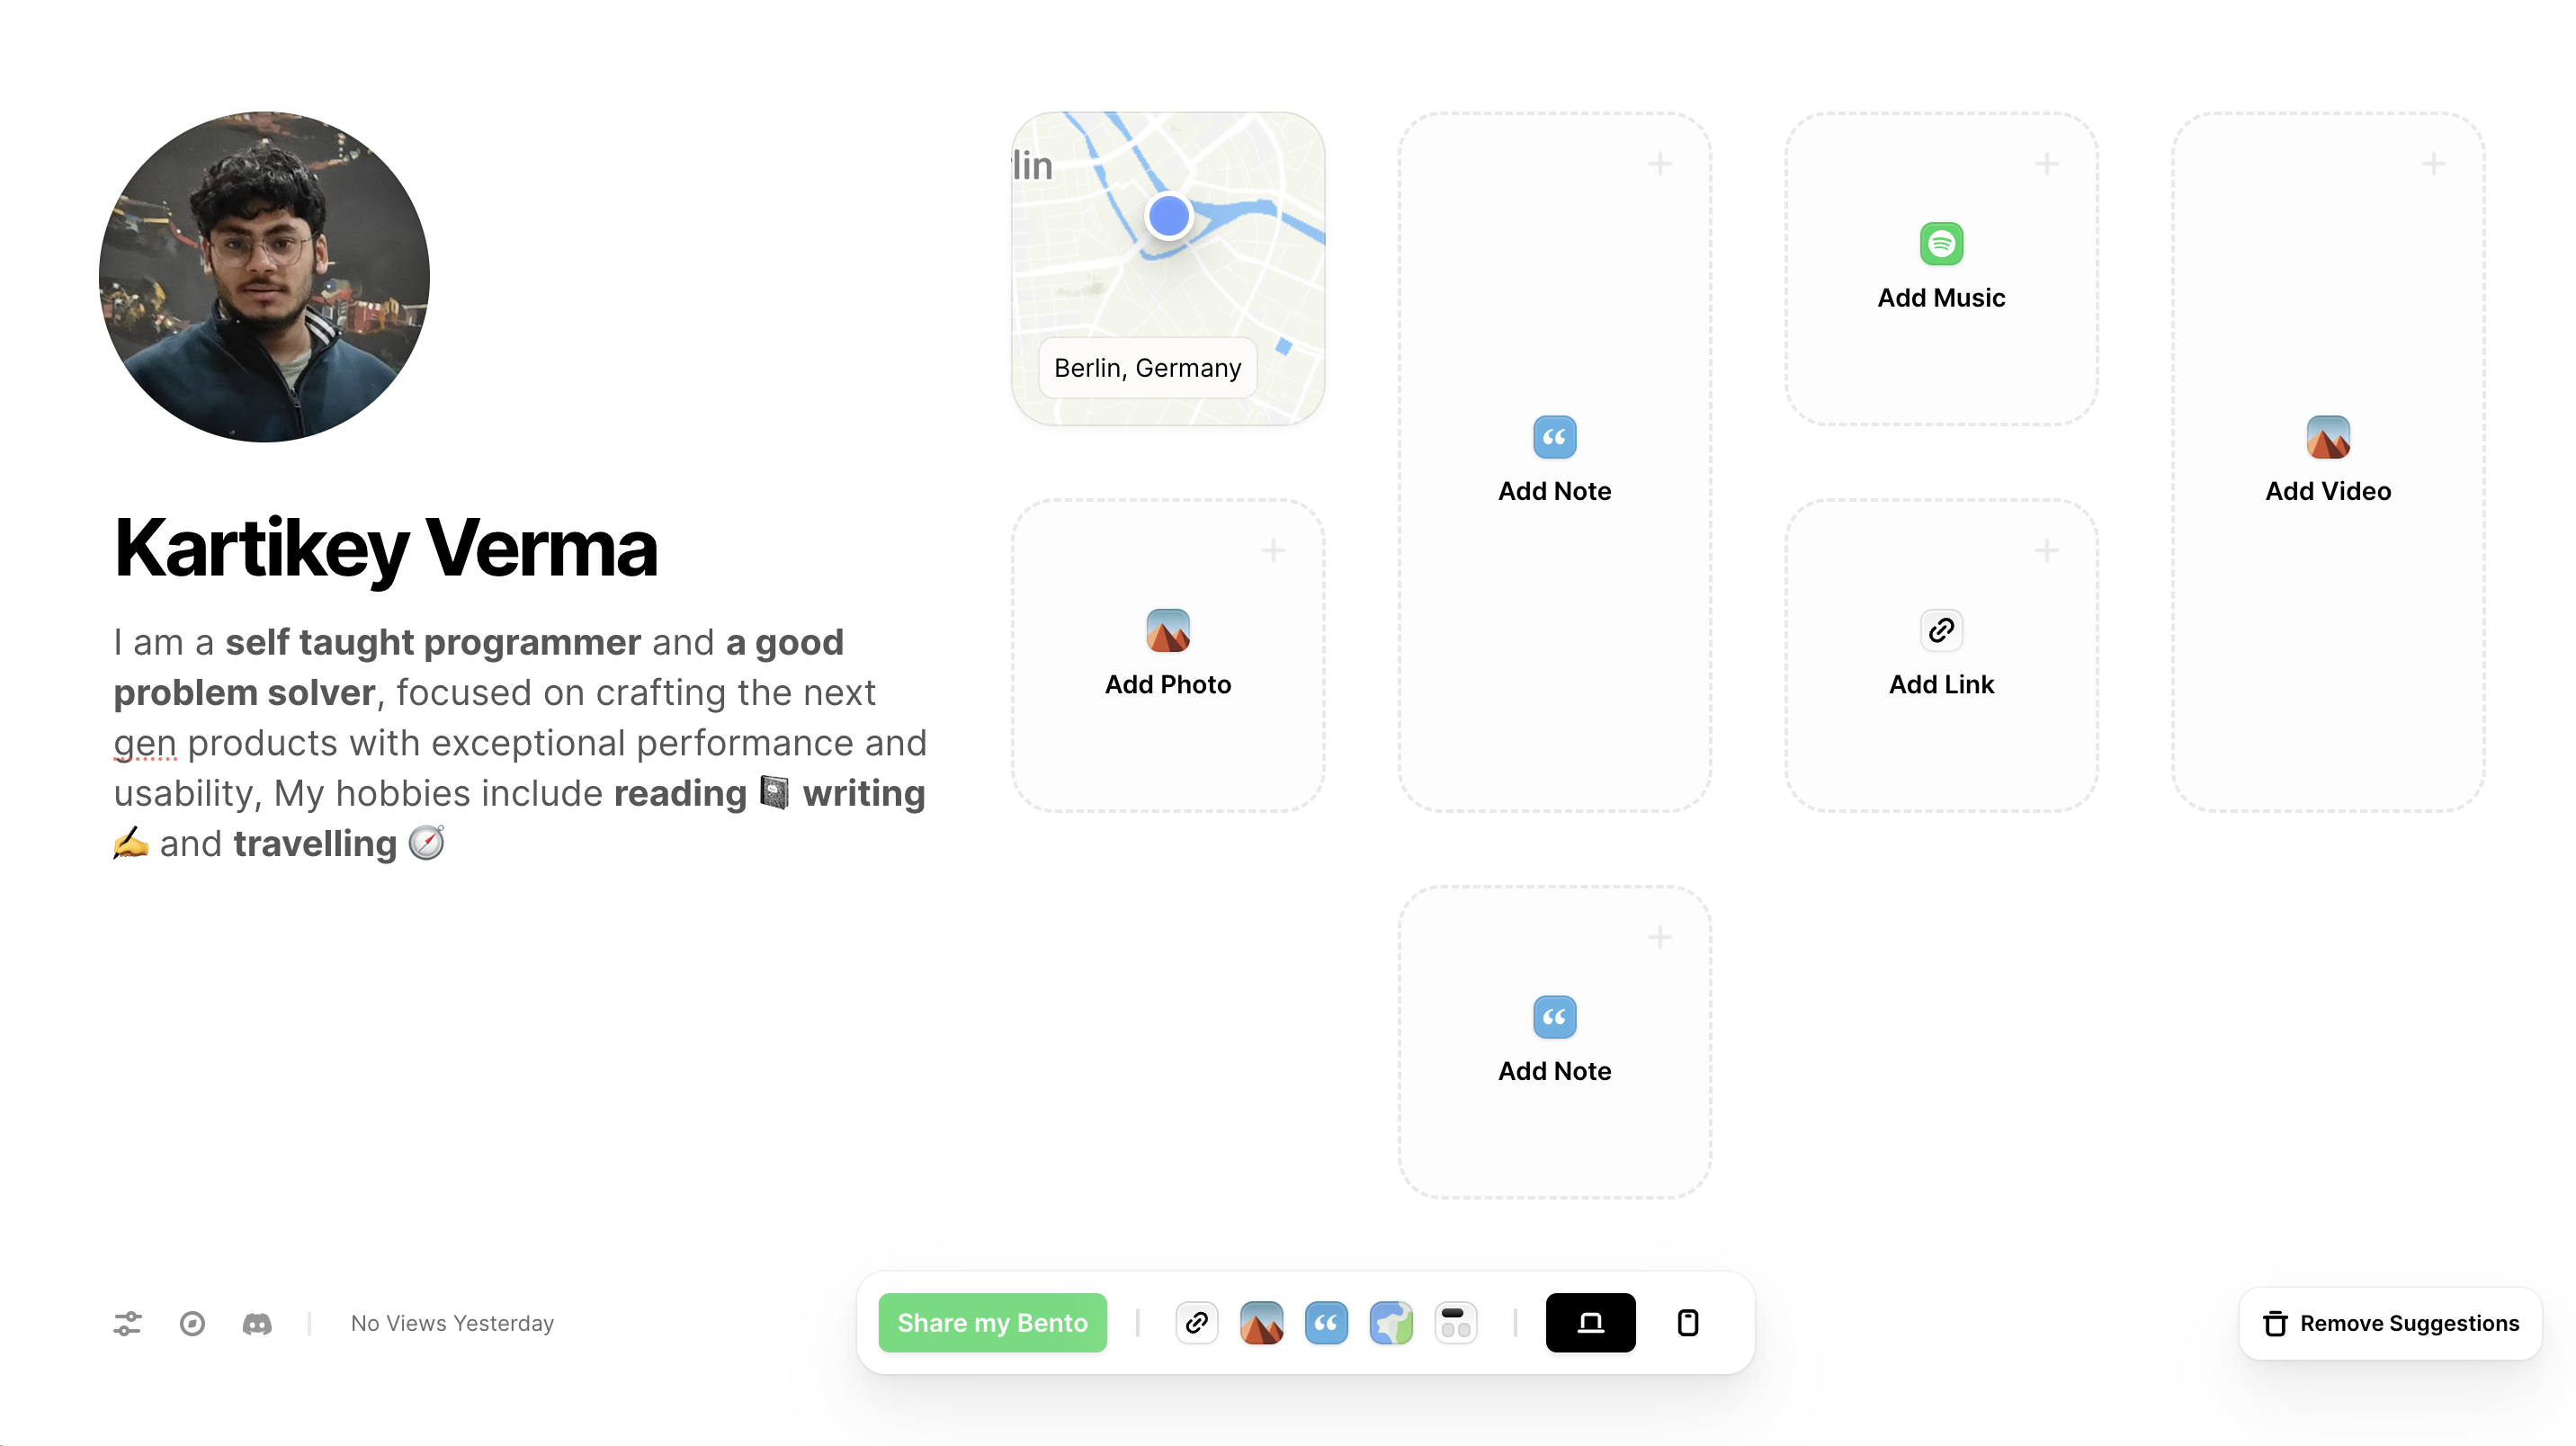 lin
Berlin, Germany
Kartikey Verma
I am a self taught programmer and a good
problem solver, focused on crafting the next
gen products with exceptional performance and
usability, My hobbies include reading 📓 writing
✍️ and travelling 🧭
Add Note
Add Music
Add Video
Add Photo
Add Link
Add Note
No Views Yesterday
Share my Bento
Remove Suggestions